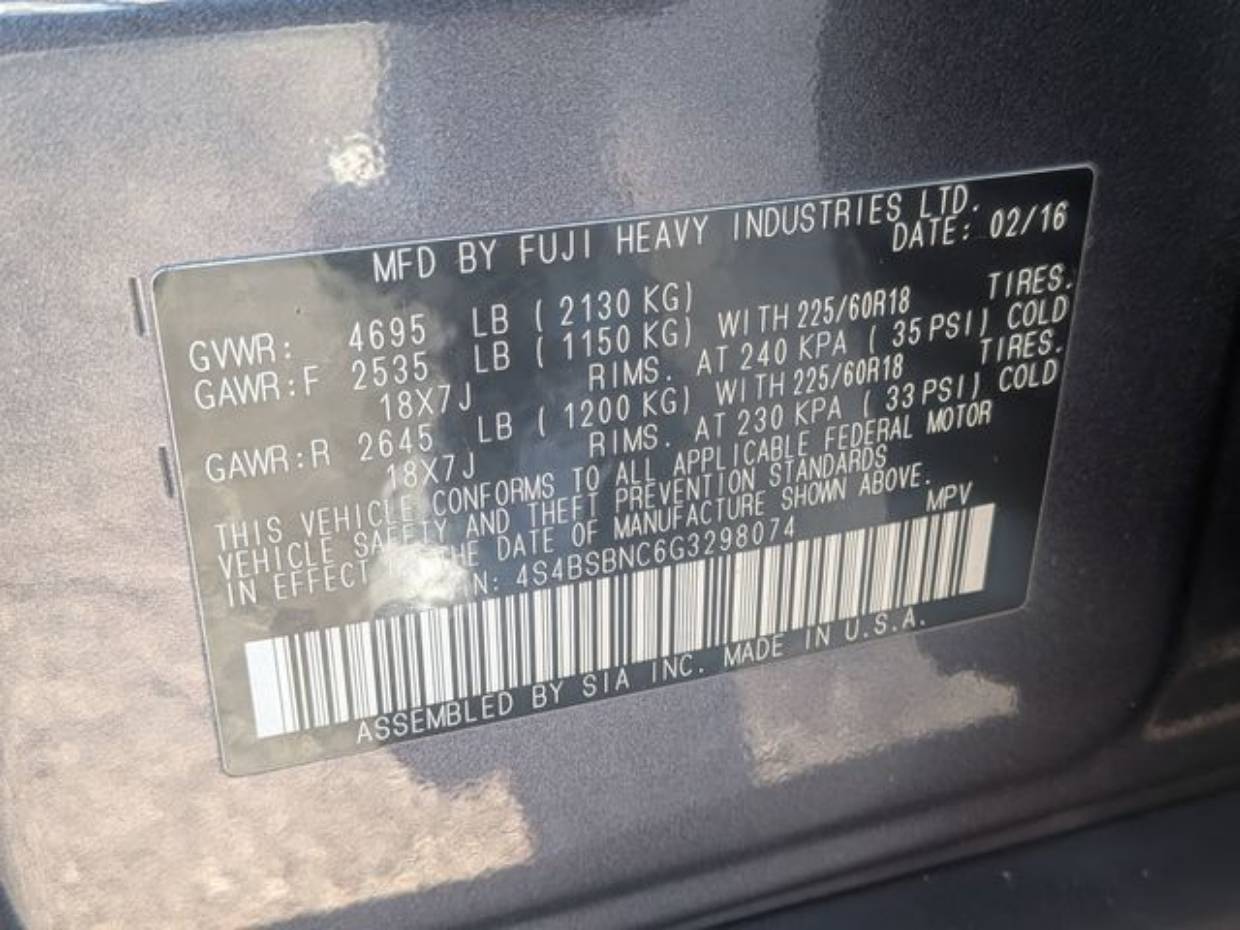 MFD BY FUJI HEAVY INDUSTRIES LTD.
DATE: 02/16
GVWR: 4695 LB ( 2130 KG)
GAWR:F 2535 LB ( 1150 KG) WITH 225/60R18 TIRES.
18X7J RIMS. AT 240 KPA ( 35 PSI) COLD
GAWR:R 2645 LB ( 1200 KG) WITH 225/60R18 TIRES.
18X7J RIMS. AT 230 KPA ( 33 PSI) COLD
THIS VEHICLE CONFORMS TO ALL APPLICABLE FEDERAL MOTOR
VEHICLE SAFETY AND THEFT PREVENTION STANDARDS
IN EFFECT THE DATE OF MANUFACTURE SHOWN ABOVE.
4S4BSBNC6G3298074 MPV
ASSEMBLED BY SIA INC. MADE IN U.S.A.